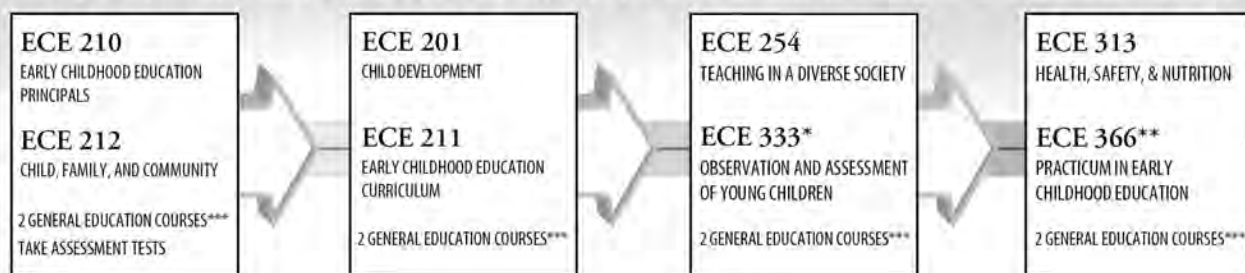 ECE 210
EARLY CHILDHOOD EDUCATION
PRINCIPALS
ECE 212
CHILD, FAMILY, AND COMMUNITY
2 GENERAL EDUCATION COURSES***
TAKE ASSESSMENT TESTS
ECE 201
CHILD DEVELOPMENT
ECE 211
EARLY CHILDHOOD EDUCATION
CURRICULUM
2 GENERAL EDUCATION COURSES***
ECE 254
TEACHING IN A DIVERSE SOCIETY
ECE 333*
OBSERVATION AND ASSESSMENT
OF YOUNG CHILDREN
2 GENERAL EDUCATION COURSES***
ECE 313
HEALTH, SAFETY, & NUTRITION
ECE 366**
PRACTICUM IN EARLY
CHILDHOOD EDUCATION
2 GENERAL EDUCATION COURSES***